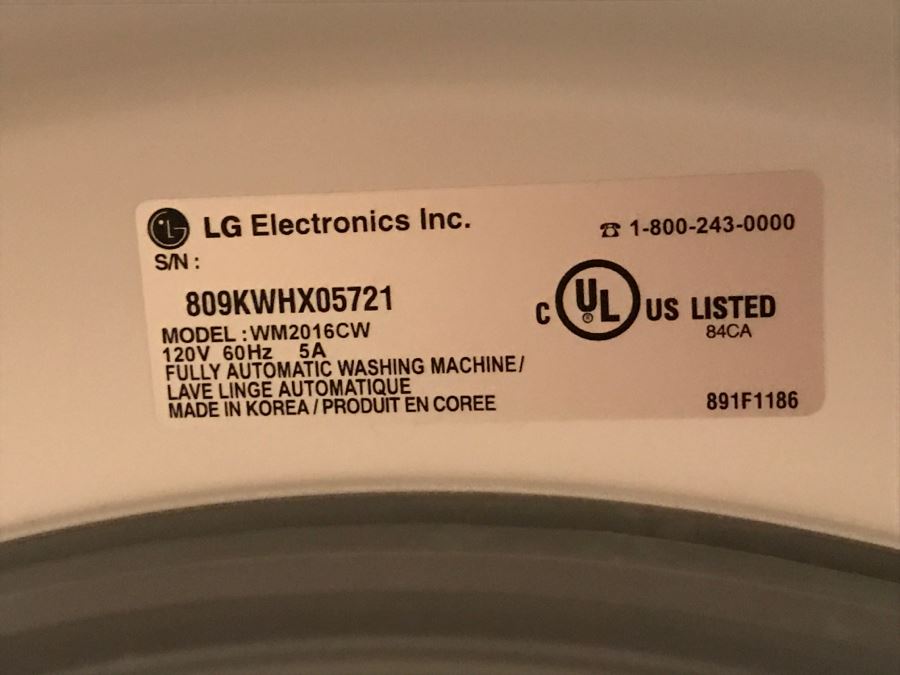 LG LG Electronics Inc.
☎ 1-800-243-0000
S/N :
809KWHX05721
C UL® US LISTED
84CA
MODEL : WM2016CW
120V 60Hz 5A
FULLY AUTOMATIC WASHING MACHINE/
LAVE LINGE AUTOMATIQUE
MADE IN KOREA / PRODUIT EN COREE
891F1186